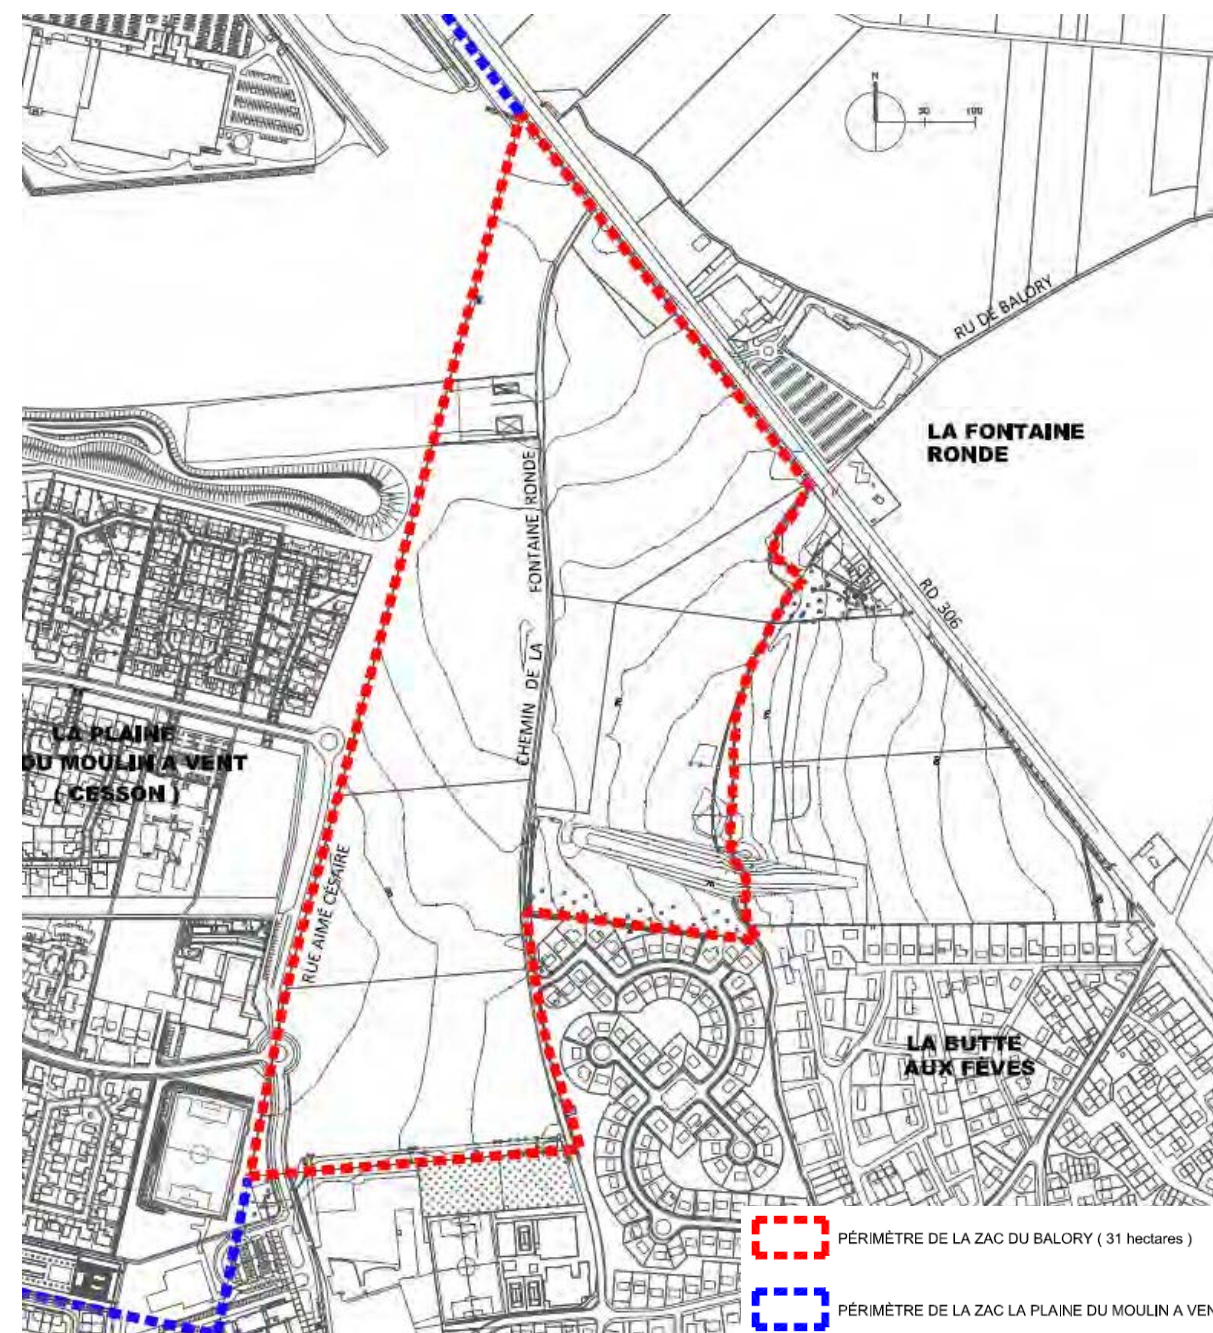 N
100
RU DE BALORY
LA FONTAINE
RONDE
CHEMIN DE LA FONTAINE RONDE
RD 306
LA PLAINE
DU MOULIN A VENT
( CESSON )
RUE AIMÉ CÉSAIRE
LA BUTTE
AUX FÈVES
PÉRIMÈTRE DE LA ZAC DU BALORY ( 31 hectares )
PÉRIMÈTRE DE LA ZAC LA PLAINE DU MOULIN A VEN